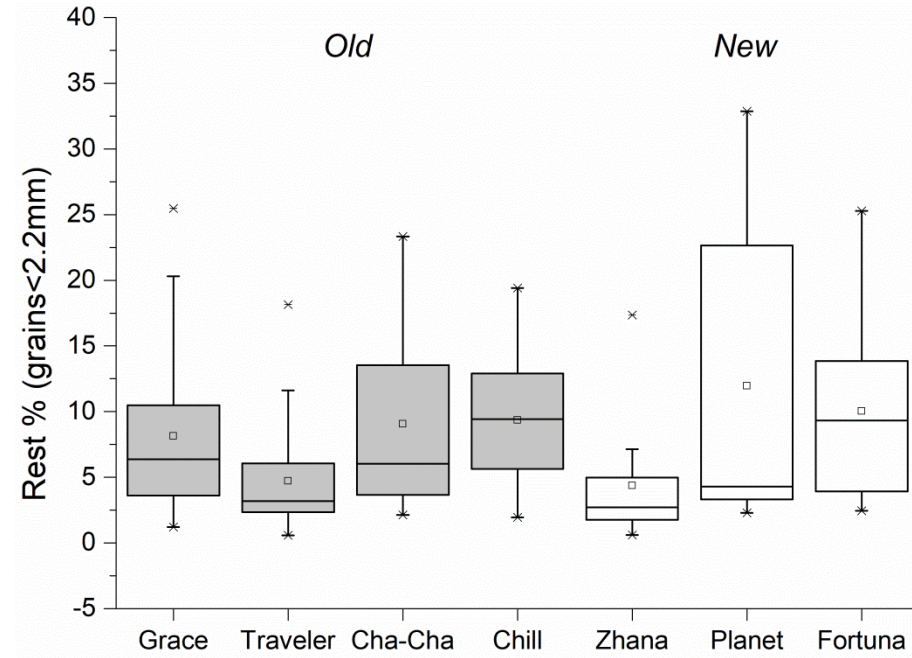 Rest % (grains<2.2mm)
40
35
30
25
20
15
10
5
0
-5
Old
New
Grace
Traveler
Cha-Cha
Chill
Zhana
Planet
Fortuna